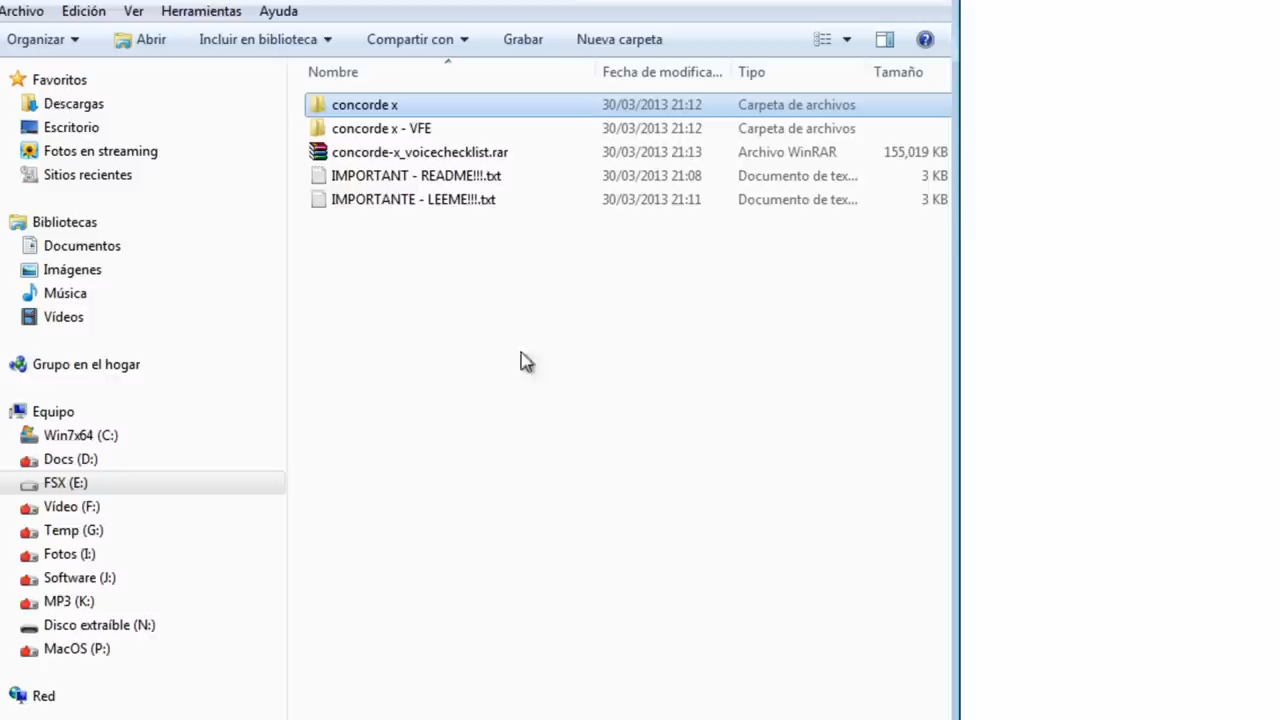 Archivo Edición Ver Herramientas Ayuda
Organizar Abrir Incluir en biblioteca Compartir con Grabar Nueva carpeta
Favoritos
Descargas
Escritorio
Fotos en streaming
Sitios recientes
Bibliotecas
Documentos
Imágenes
Música
Vídeos
Grupo en el hogar
Equipo
Win7x64 (C:)
Docs (D:)
FSX (E:)
Vídeo (F:)
Temp (G:)
Fotos (I:)
Software (J:)
MP3 (K:)
Disco extraíble (N:)
MacOS (P:)
Red
Nombre Fecha de modifica... Tipo Tamaño
concorde x 30/03/2013 21:12 Carpeta de archivos
concorde x - VFE 30/03/2013 21:12 Carpeta de archivos
concorde-x_voicechecklist.rar 30/03/2013 21:13 Archivo WinRAR 155,019 KB
IMPORTANT - README!!!.txt 30/03/2013 21:08 Documento de tex... 3 KB
IMPORTANTE - LEEME!!!.txt 30/03/2013 21:11 Documento de tex... 3 KB